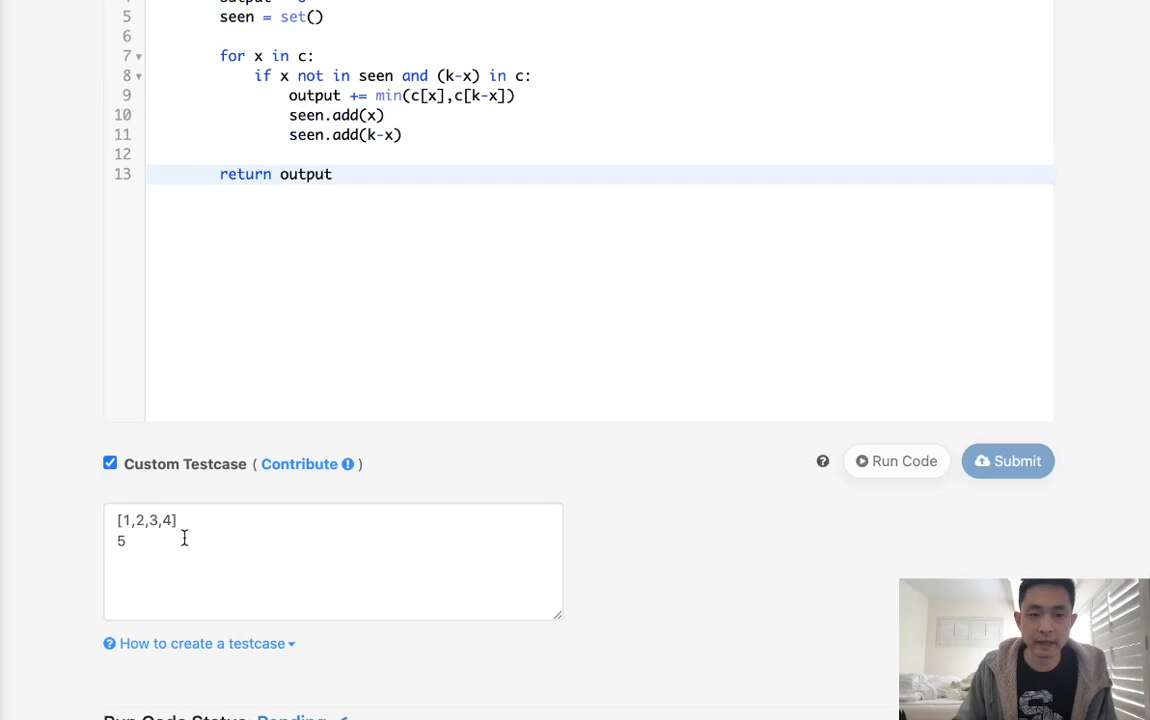 5 seen = set()
6
7 for x in c:
8 if x not in seen and (k-x) in c:
9 output += min(c[x],c[k-x])
10 seen.add(x)
11 seen.add(k-x)
12
13 return output
Custom Testcase ( Contribute )
Run Code
Submit
[1,2,3,4]
5
How to create a testcase